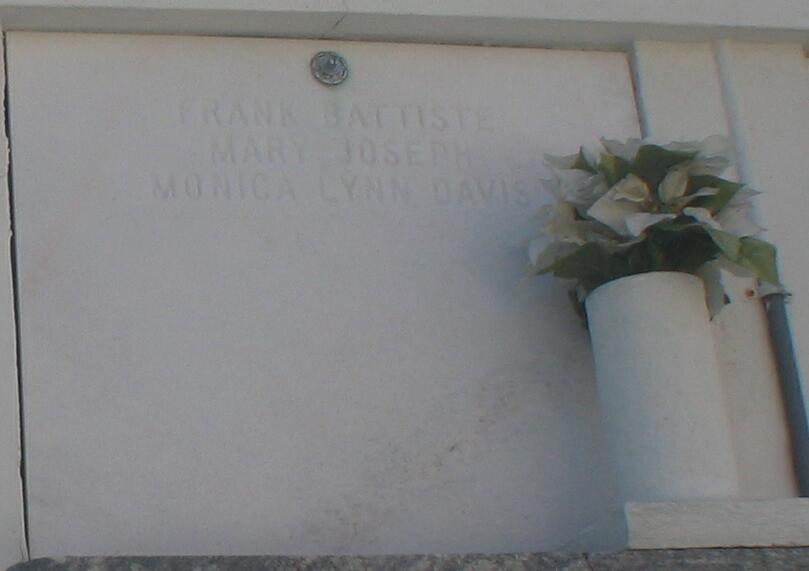 FRANK BATTISTE
MARY JOSEPH
MONICA LYNN DAVIS